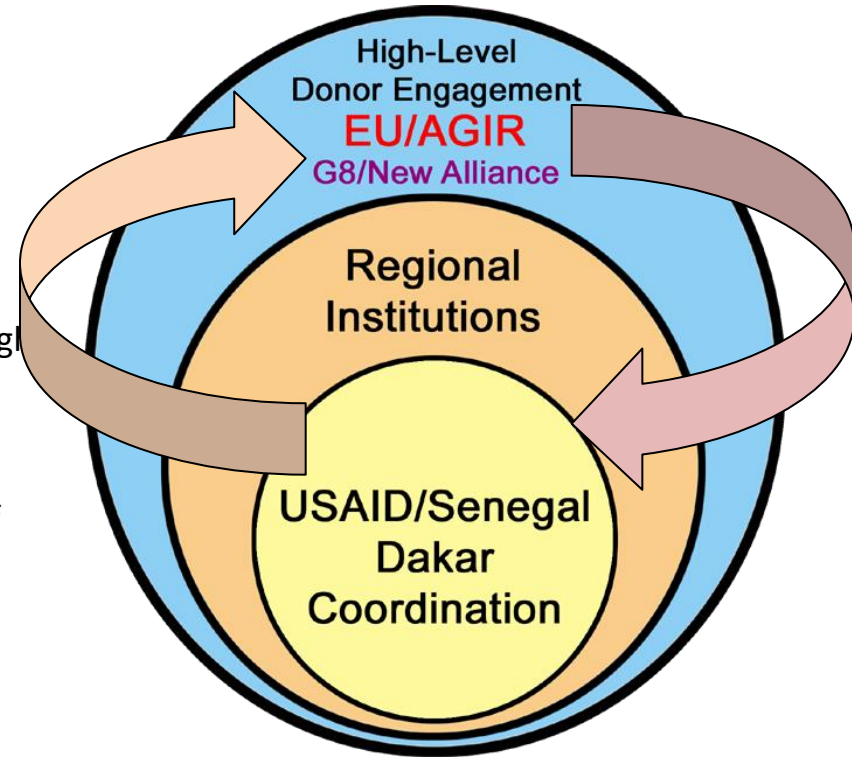 High-Level
Donor Engagement
EU/AGIR
G8/New Alliance
Regional
Institutions
USAID/Senegal
Dakar
Coordination